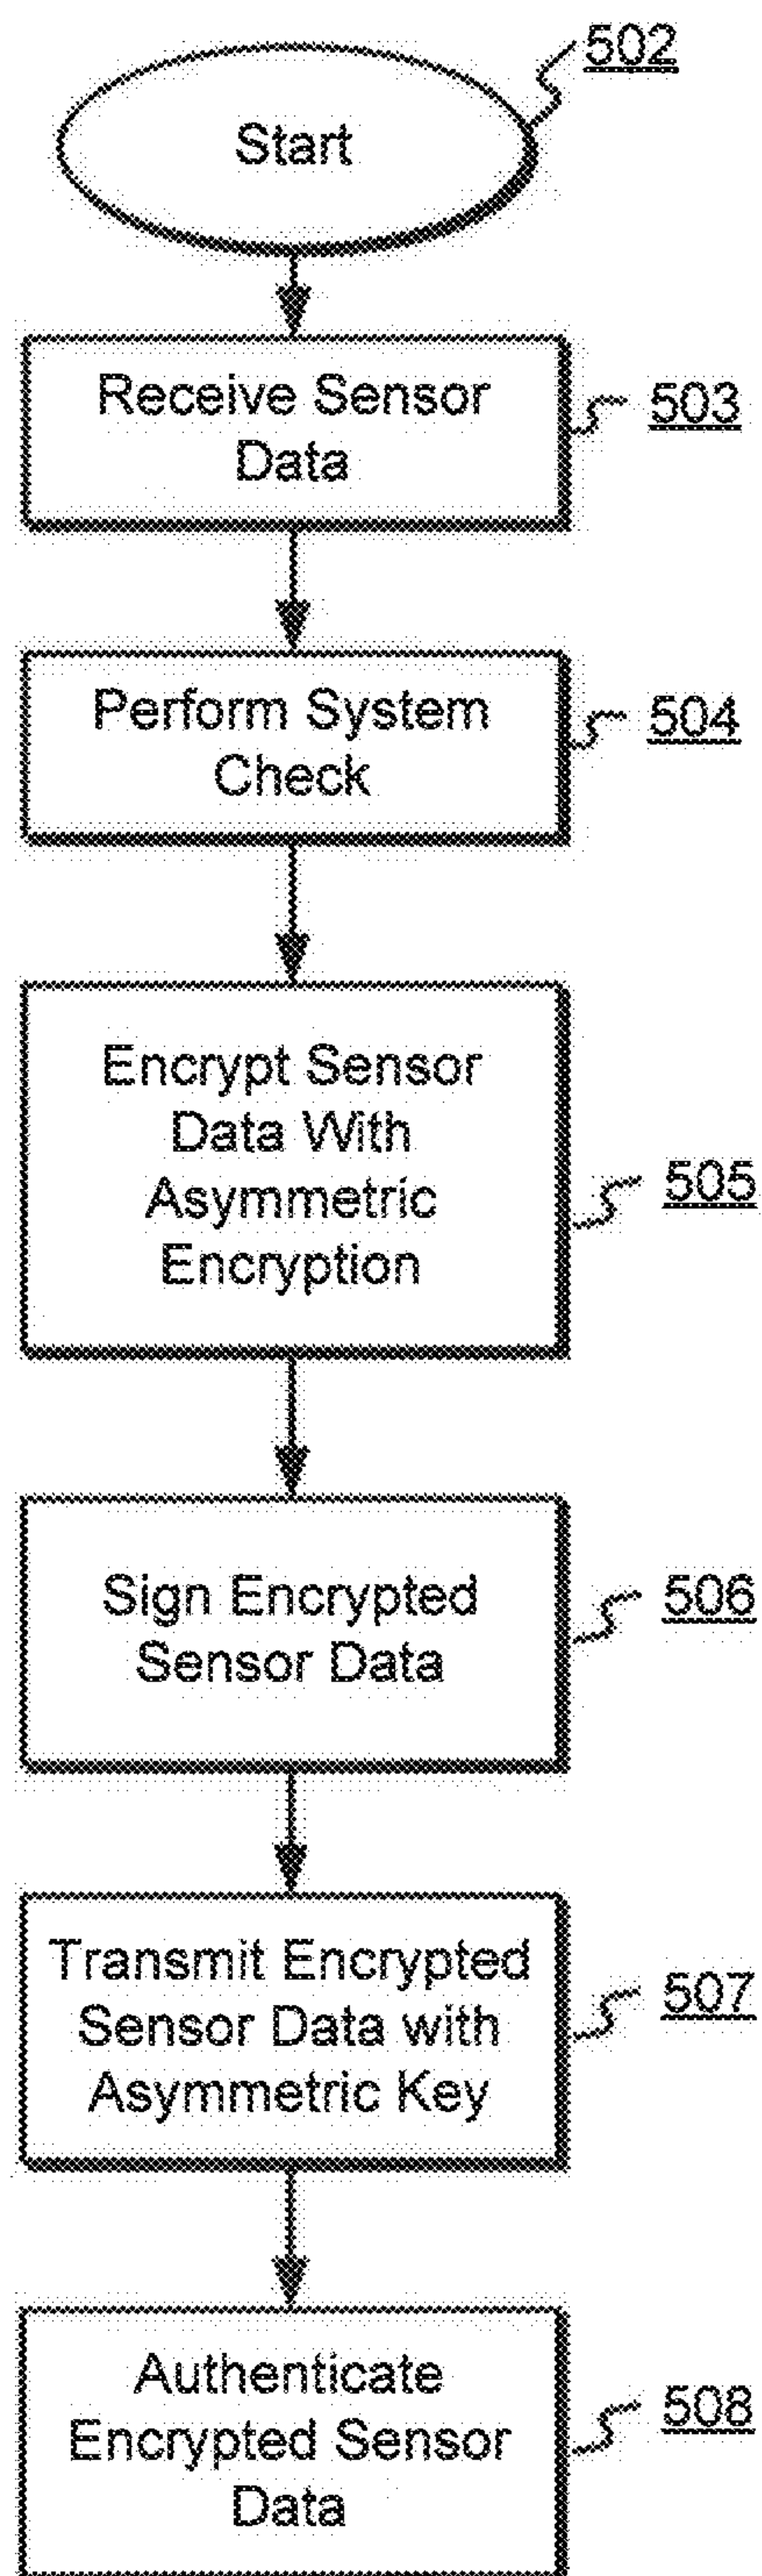 502
Start
Receive Sensor
Data
503
Perform System
Check
504
Encrypt Sensor
Data With
Asymmetric
Encryption
505
Sign Encrypted
Sensor Data
506
Transmit Encrypted
Sensor Data with
Asymmetric Key
507
Authenticate
Encrypted Sensor
Data
508